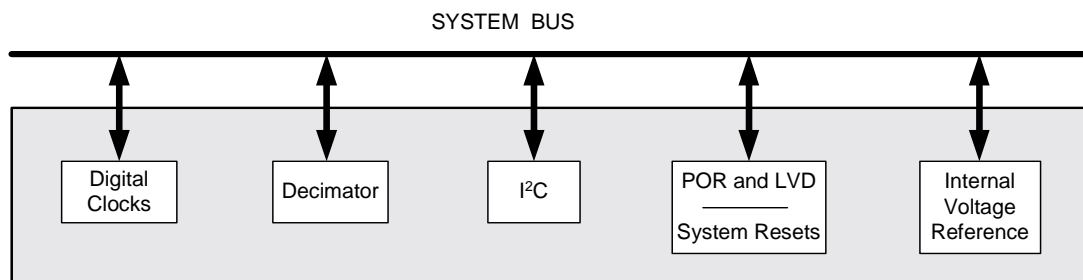 SYSTEM BUS
Digital
Clocks
Decimator
I²C
POR and LVD
System Resets
Internal
Voltage
Reference